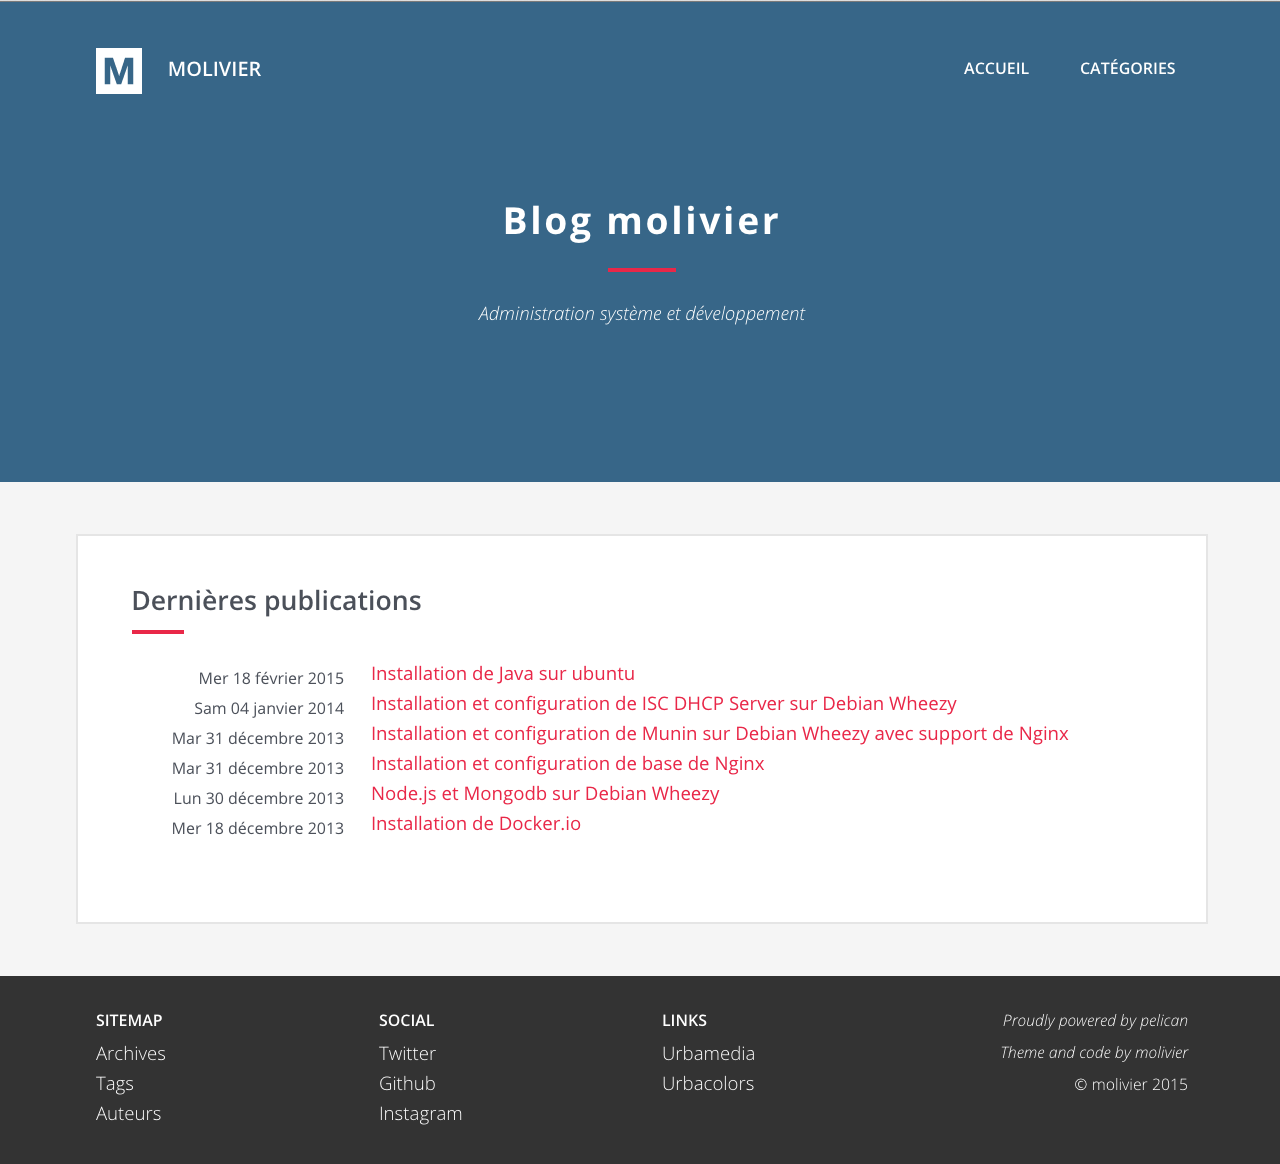 M MOLIVIER ACCUEIL CATÉGORIES
Blog molivier
Administration système et développement
Dernières publications
Mer 18 février 2015 Installation de Java sur ubuntu
Sam 04 janvier 2014 Installation et configuration de ISC DHCP Server sur Debian Wheezy
Mar 31 décembre 2013 Installation et configuration de Munin sur Debian Wheezy avec support de Nginx
Mar 31 décembre 2013 Installation et configuration de base de Nginx
Lun 30 décembre 2013 Node.js et Mongodb sur Debian Wheezy
Mer 18 décembre 2013 Installation de Docker.io
SITEMAP
Archives
Tags
Auteurs
SOCIAL
Twitter
Github
Instagram
LINKS
Urbamedia
Urbacolors
Proudly powered by pelican
Theme and code by molivier
© molivier 2015